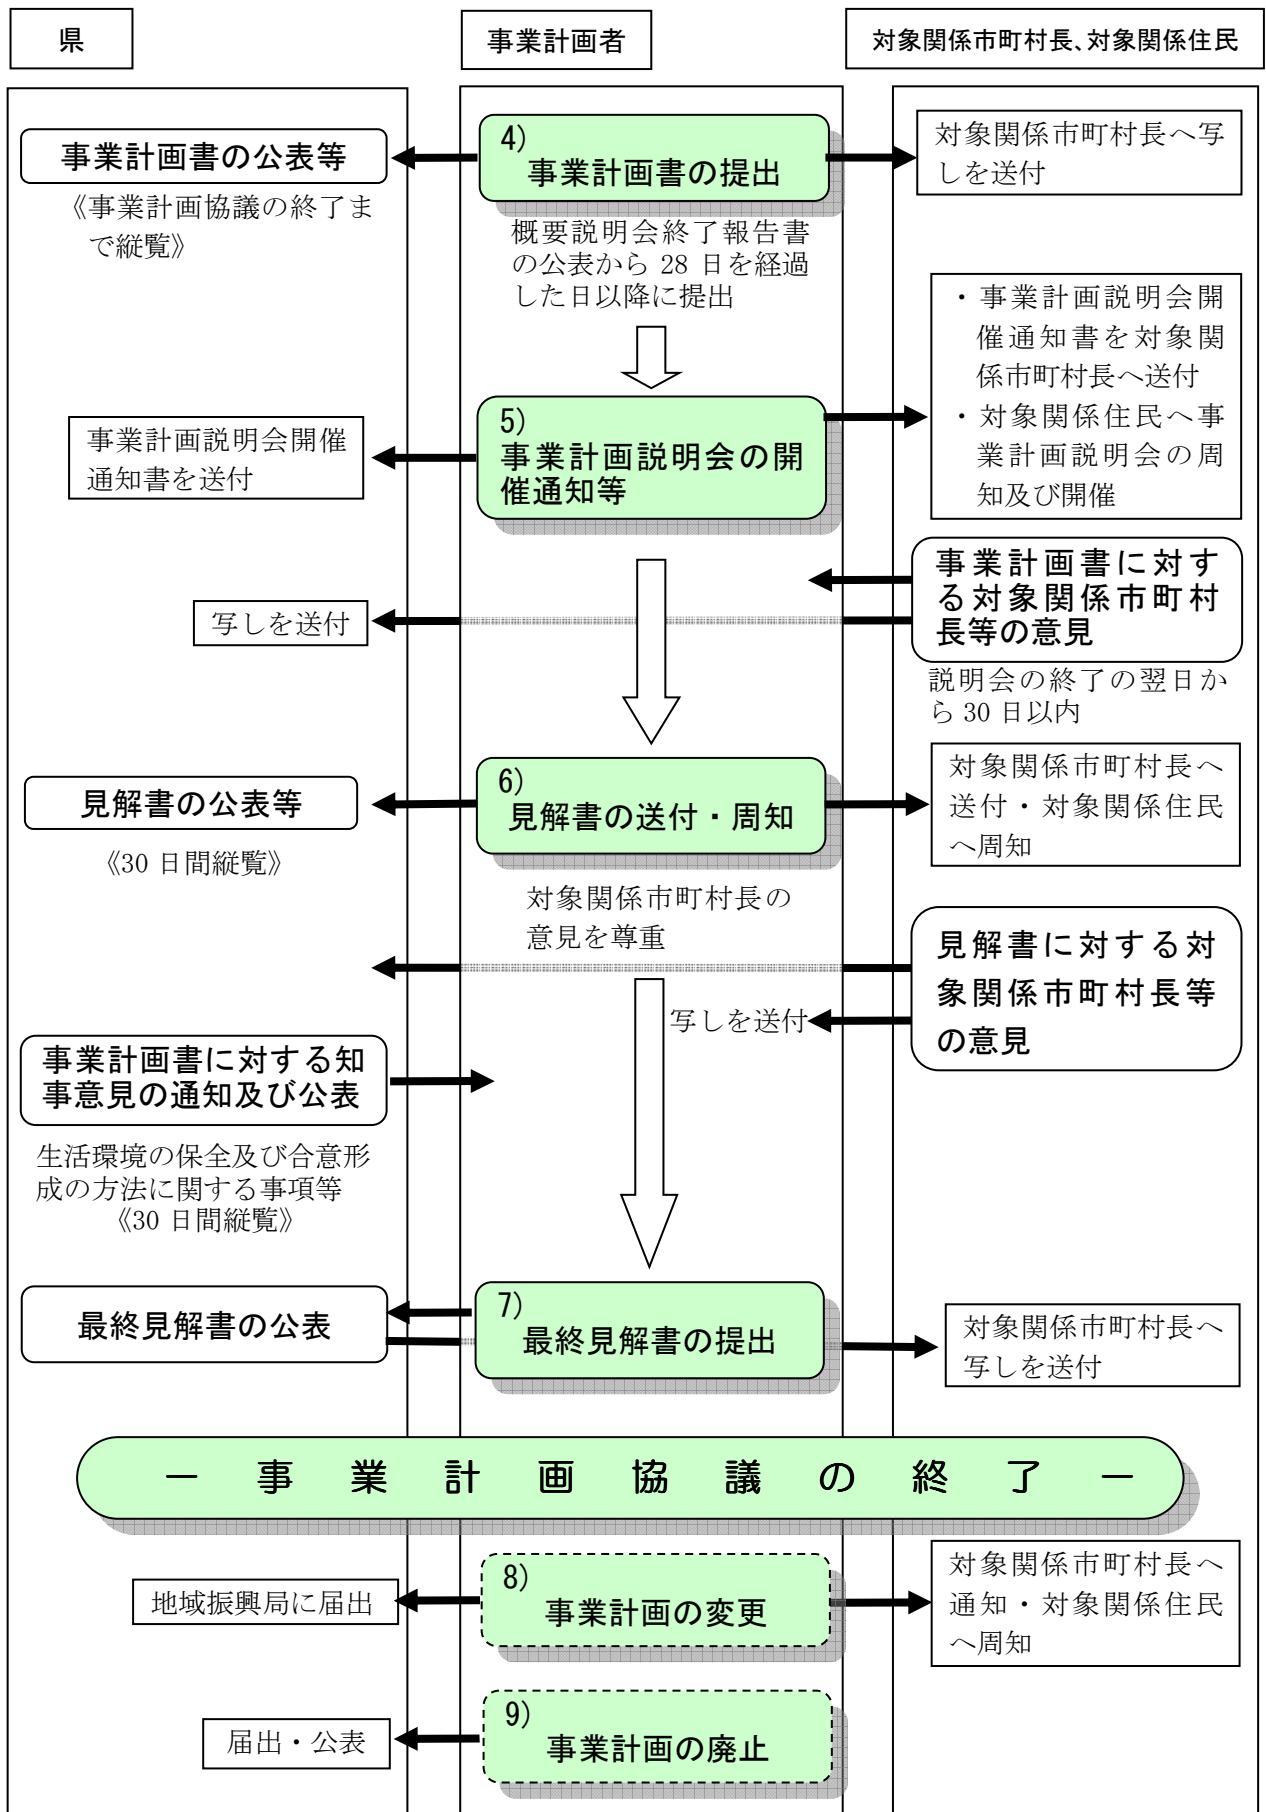 県
事業計画者
対象関係市町村長、対象関係住民
事業計画書の公表等
《事業計画協議の終了ま
で縦覧》
4)
事業計画書の提出
概要説明会終了報告書
の公表から 28 日を経過
した日以降に提出
対象関係市町村長へ写
しを送付
事業計画説明会開催
通知書を送付
5)
事業計画説明会の開
催通知等
・事業計画説明会開
催通知書を対象関
係市町村長へ送付
・対象関係住民へ事
業計画説明会の周
知及び開催
写しを送付
事業計画書に対す
る対象関係市町村
長等の意見
説明会の終了の翌日か
ら 30 日以内
見解書の公表等
《30 日間縦覧》
6)
見解書の送付・周知
対象関係市町村長の
意見を尊重
対象関係市町村長へ
送付・対象関係住民
へ周知
見解書に対する対
象関係市町村長等
の意見
写しを送付
事業計画書に対する知
事意見の通知及び公表
生活環境の保全及び合意形
成の方法に関する事項等
《30 日間縦覧》
最終見解書の公表
7)
最終見解書の提出
対象関係市町村長へ
写しを送付
― 事 業 計 画 協 議 の 終 了 ―
地域振興局に届出
8)
事業計画の変更
対象関係市町村長へ
通知・対象関係住民
へ周知
届出・公表
9)
事業計画の廃止